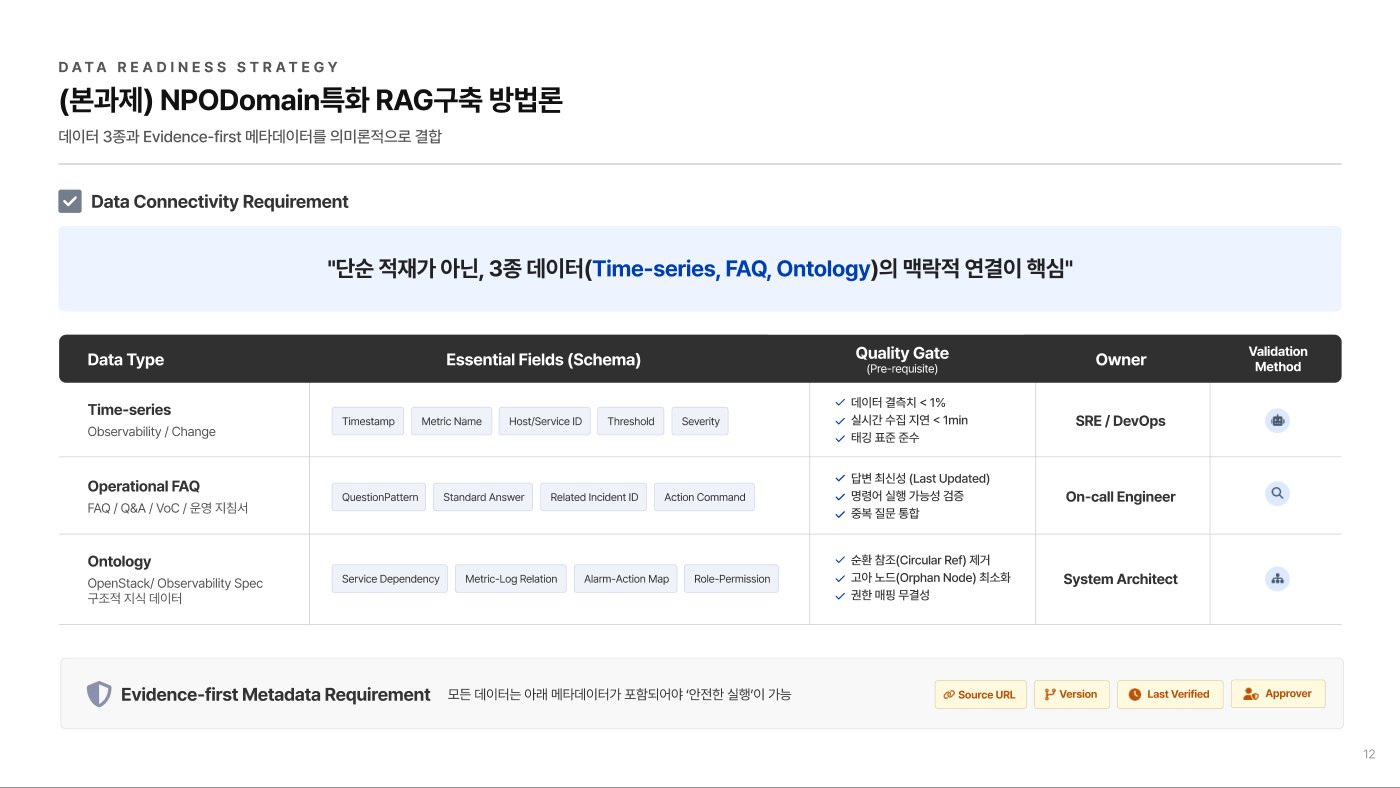 DATA READINESS STRATEGY
(본과제) NPODomain특화 RAG구축 방법론
데이터 3종과 Evidence-first 메타데이터를 의미론적으로 결합
Data Connectivity Requirement
"단순 적재가 아닌, 3종 데이터(Time-series, FAQ, Ontology)의 맥락적 연결이 핵심"
Data Type
Essential Fields (Schema)
Quality Gate
(Pre-requisite)
Owner
Validation
Method
Time-series
Observability / Change
Timestamp
Metric Name
Host/Service ID
Threshold
Severity
데이터 결측치 < 1%
실시간 수집 지연 < 1min
태깅 표준 준수
SRE / DevOps
Operational FAQ
FAQ / Q&A / VoC / 운영 지침서
QuestionPattern
Standard Answer
Related Incident ID
Action Command
답변 최신성 (Last Updated)
명령어 실행 가능성 검증
중복 질문 통합
On-call Engineer
Ontology
OpenStack/ Observability Spec
구조적 지식 데이터
Service Dependency
Metric-Log Relation
Alarm-Action Map
Role-Permission
순환 참조(Circular Ref) 제거
고아 노드(Orphan Node) 최소화
권한 매핑 무결성
System Architect
Evidence-first Metadata Requirement
모든 데이터는 아래 메타데이터가 포함되어야 ‘안전한 실행’이 가능
Source URL
Version
Last Verified
Approver
12